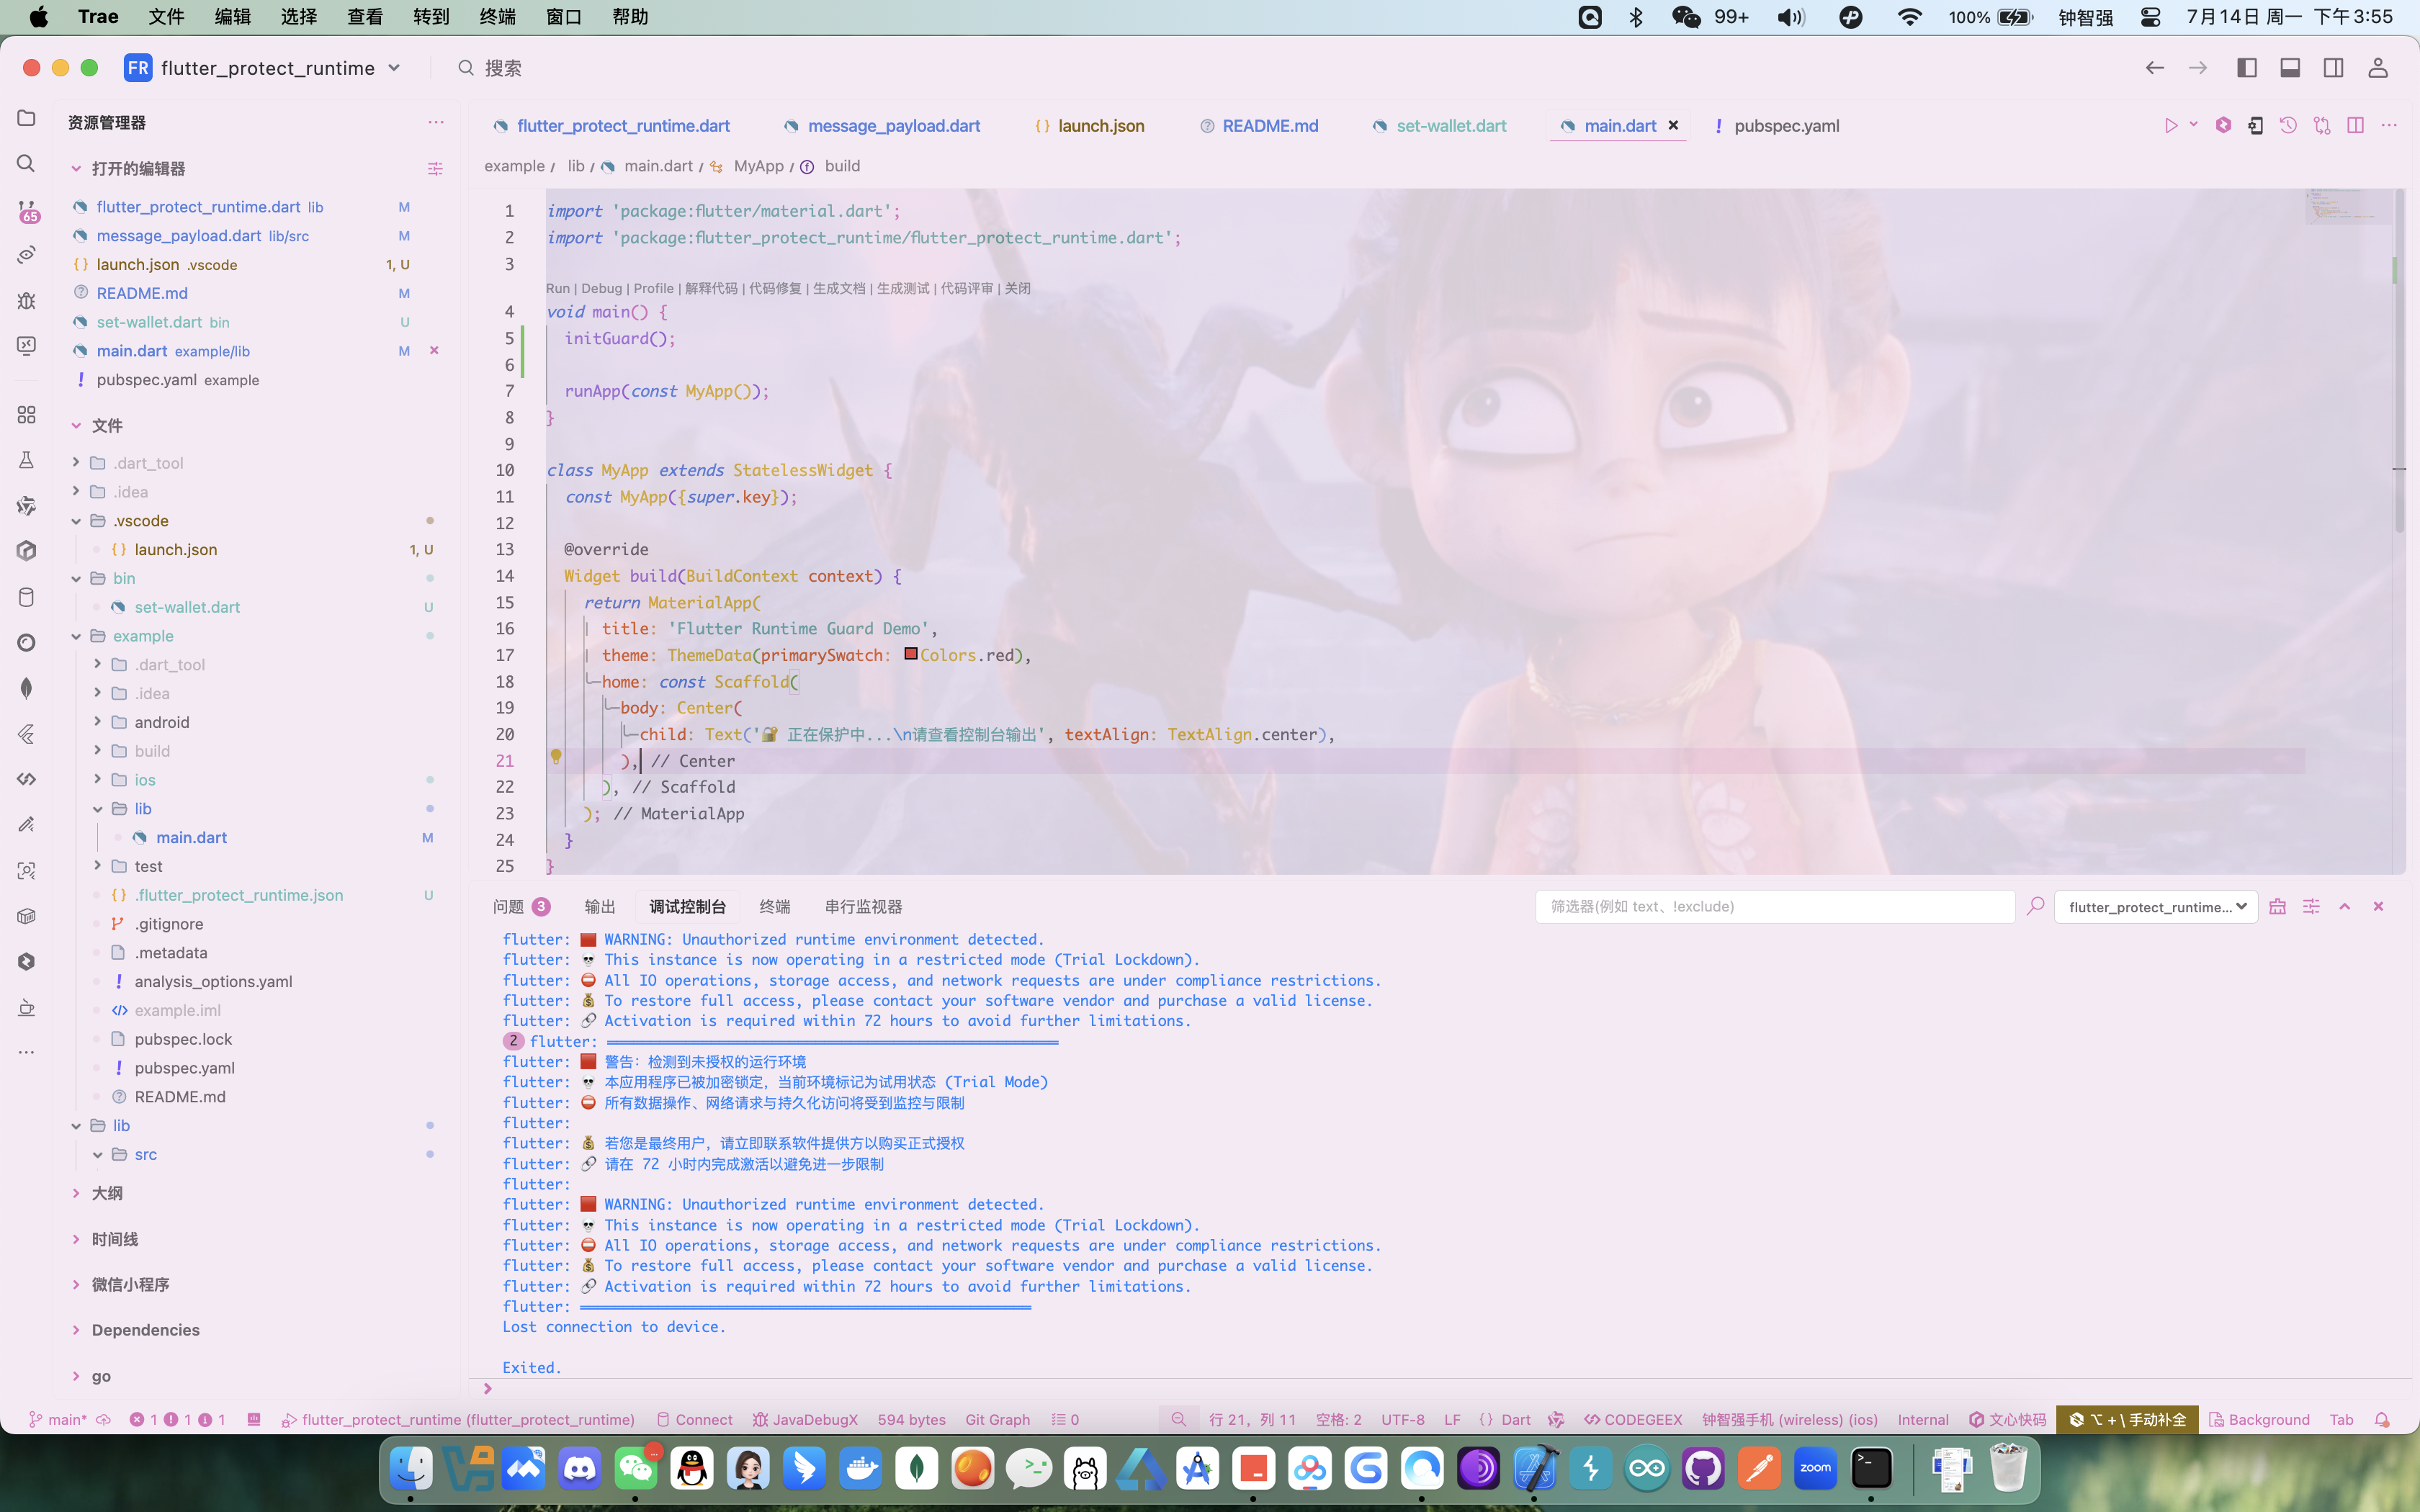 Trae 文件 编辑 选择 查看 转到 终端 窗口 帮助 99+ 100% 钟智强 7月14日 周一 下午3:55
FR flutter_protect_runtime 搜索
资源管理器
打开的编辑器
flutter_protect_runtime.dart lib M
message_payload.dart lib/src M
launch.json .vscode 1, U
README.md M
set-wallet.dart bin U
main.dart example/lib M
pubspec.yaml example
文件
.dart_tool
.idea
.vscode
launch.json 1, U
bin
set-wallet.dart U
example
.dart_tool
.idea
android
build
ios
lib
main.dart M
test
.flutter_protect_runtime.json U
.gitignore
.metadata
analysis_options.yaml
example.iml
pubspec.lock
pubspec.yaml
README.md
lib
src
大纲
时间线
微信小程序
Dependencies
go
65
flutter_protect_runtime.dart message_payload.dart launch.json README.md set-wallet.dart main.dart pubspec.yaml
example / lib / main.dart / MyApp / build
1 import 'package:flutter/material.dart';
2 import 'package:flutter_protect_runtime/flutter_protect_runtime.dart';
3
Run | Debug | Profile | 解释代码 | 代码修复 | 生成文档 | 生成测试 | 代码评审 | 关闭
4 void main() {
5 initGuard();
6
7 runApp(const MyApp());
8 }
9
10 class MyApp extends StatelessWidget {
11 const MyApp({super.key});
12
13 @override
14 Widget build(BuildContext context) {
15 return MaterialApp(
16 title: 'Flutter Runtime Guard Demo',
17 theme: ThemeData(primarySwatch: Colors.red),
18 home: const Scaffold(
19 body: Center(
20 child: Text('🔐 正在保护中...\n请查看控制台输出', textAlign: TextAlign.center),
21 ), // Center
22 ), // Scaffold
23 ); // MaterialApp
24 }
25 }
问题 3 输出 调试控制台 终端 串行监视器 筛选器(例如 text、!exclude) flutter_protect_runtime...
flutter: 🟥 WARNING: Unauthorized runtime environment detected.
flutter: 💀 This instance is now operating in a restricted mode (Trial Lockdown).
flutter: ⛔ All IO operations, storage access, and network requests are under compliance restrictions.
flutter: 💰 To restore full access, please contact your software vendor and purchase a valid license.
flutter: 🔗 Activation is required within 72 hours to avoid further limitations.
2 flutter: ════════════════════════════════════════════════════
flutter: 🟥 警告：检测到未授权的运行环境
flutter: 💀 本应用程序已被加密锁定，当前环境标记为试用状态 (Trial Mode)
flutter: ⛔ 所有数据操作、网络请求与持久化访问将受到监控与限制
flutter:
flutter: 💰 若您是最终用户，请立即联系软件提供方以购买正式授权
flutter: 🔗 请在 72 小时内完成激活以避免进一步限制
flutter:
flutter: 🟥 WARNING: Unauthorized runtime environment detected.
flutter: 💀 This instance is now operating in a restricted mode (Trial Lockdown).
flutter: ⛔ All IO operations, storage access, and network requests are under compliance restrictions.
flutter: 💰 To restore full access, please contact your software vendor and purchase a valid license.
flutter: 🔗 Activation is required within 72 hours to avoid further limitations.
flutter: ════════════════════════════════════════════════════
Lost connection to device.
Exited.
main* 1 1 1 flutter_protect_runtime (flutter_protect_runtime) Connect JavaDebugX 594 bytes Git Graph 0 行 21，列 11 空格: 2 UTF-8 LF {} Dart CODEGEEX 钟智强手机 (wireless) (ios) Internal 文心快码 ⌥ + \ 手动补全 Background Tab
zoom